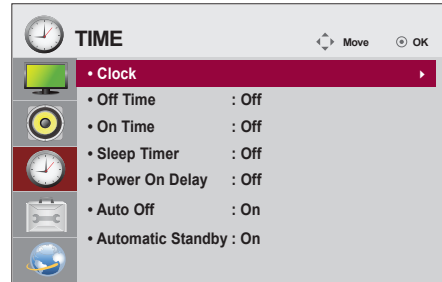 TIME
Move OK
• Clock
• Off Time : Off
• On Time : Off
• Sleep Timer : Off
• Power On Delay : Off
• Auto Off : On
• Automatic Standby : On